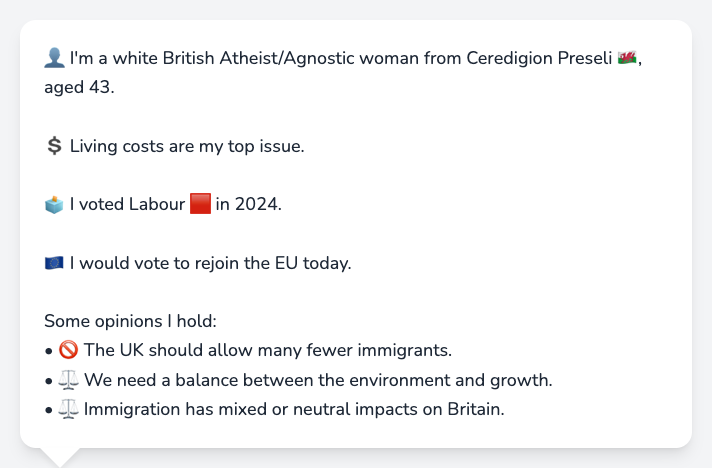 👤 I'm a white British Atheist/Agnostic woman from Ceredigion Preseli 🏴󠁧󠁢󠁷󠁬󠁳󠁿,
aged 43.
💲 Living costs are my top issue.
🗳️ I voted Labour 🟥 in 2024.
🇪🇺 I would vote to rejoin the EU today.
Some opinions I hold:
• 🚫 The UK should allow many fewer immigrants.
• ⚖️ We need a balance between the environment and growth.
• ⚖️ Immigration has mixed or neutral impacts on Britain.